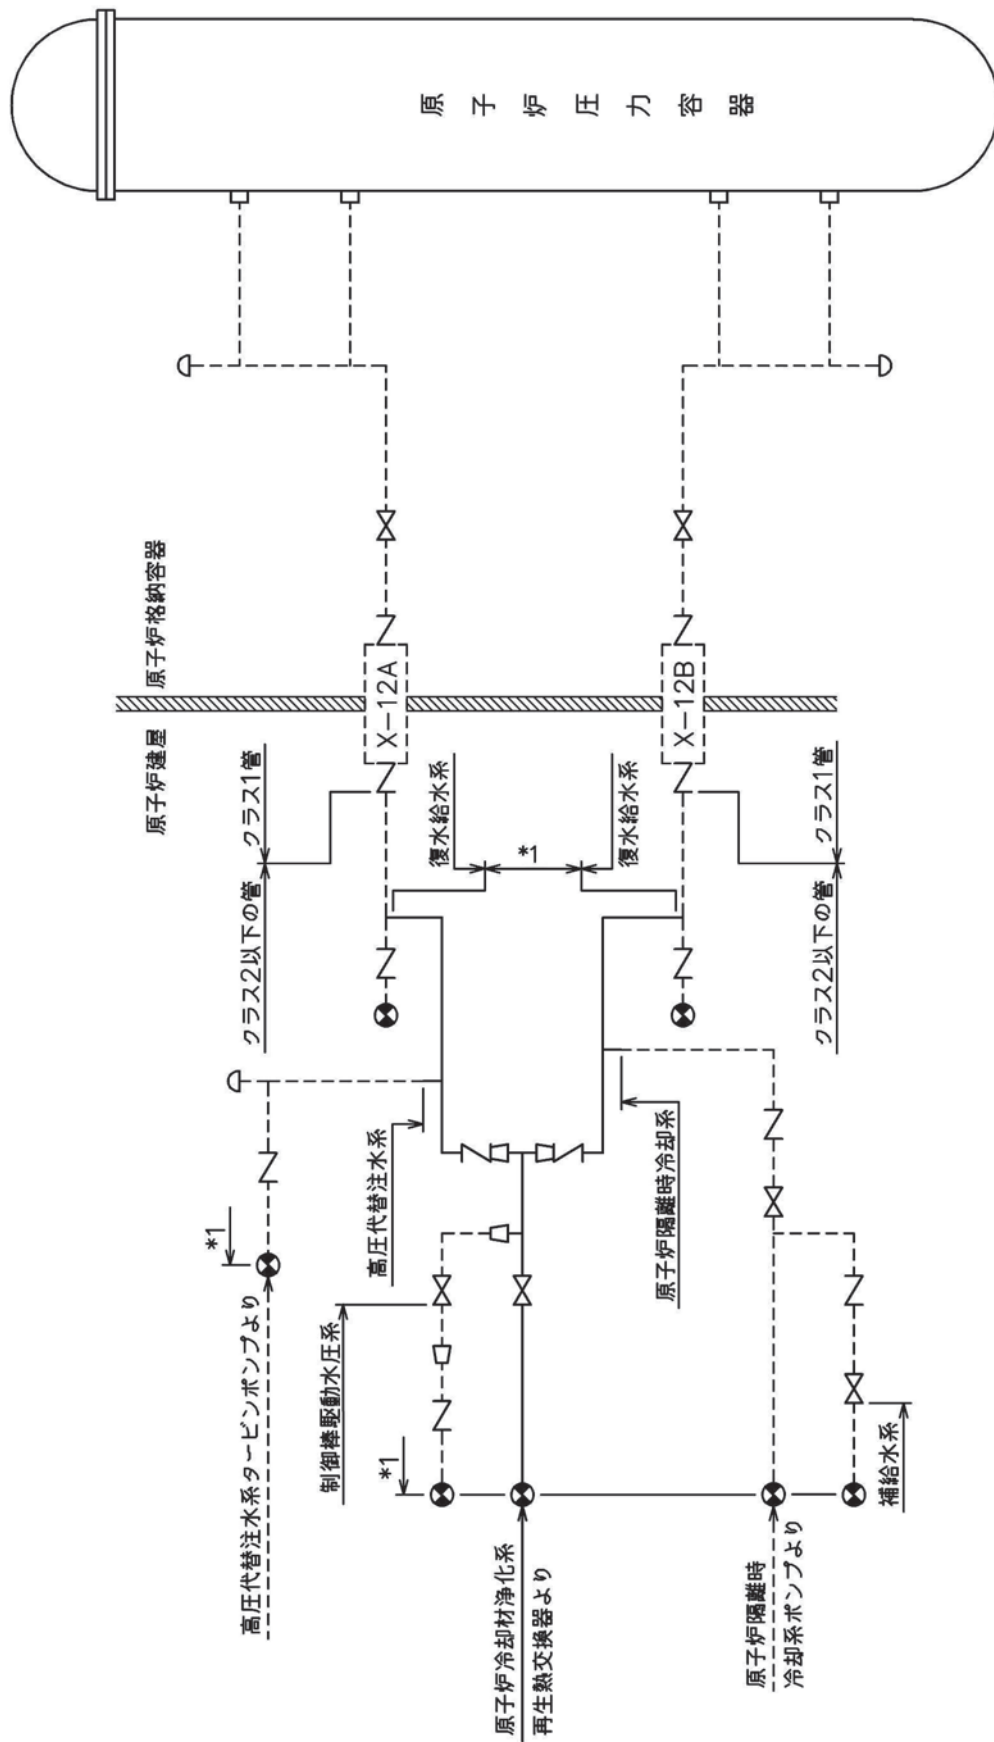 原子炉圧力容器
原子炉格納容器
原子炉建屋
X-12A
X-12B
クラス1管
クラス2以下の管
クラス1管
クラス2以下の管
復水給水系
*1
復水給水系
高圧代替注水系
原子炉隔離時冷却系
*1
高圧代替注水系タービンポンプより
制御棒駆動水圧系
*1
補給水系
原子炉冷却材浄化系
再生熱交換器より
原子炉隔離時
冷却系ポンプより